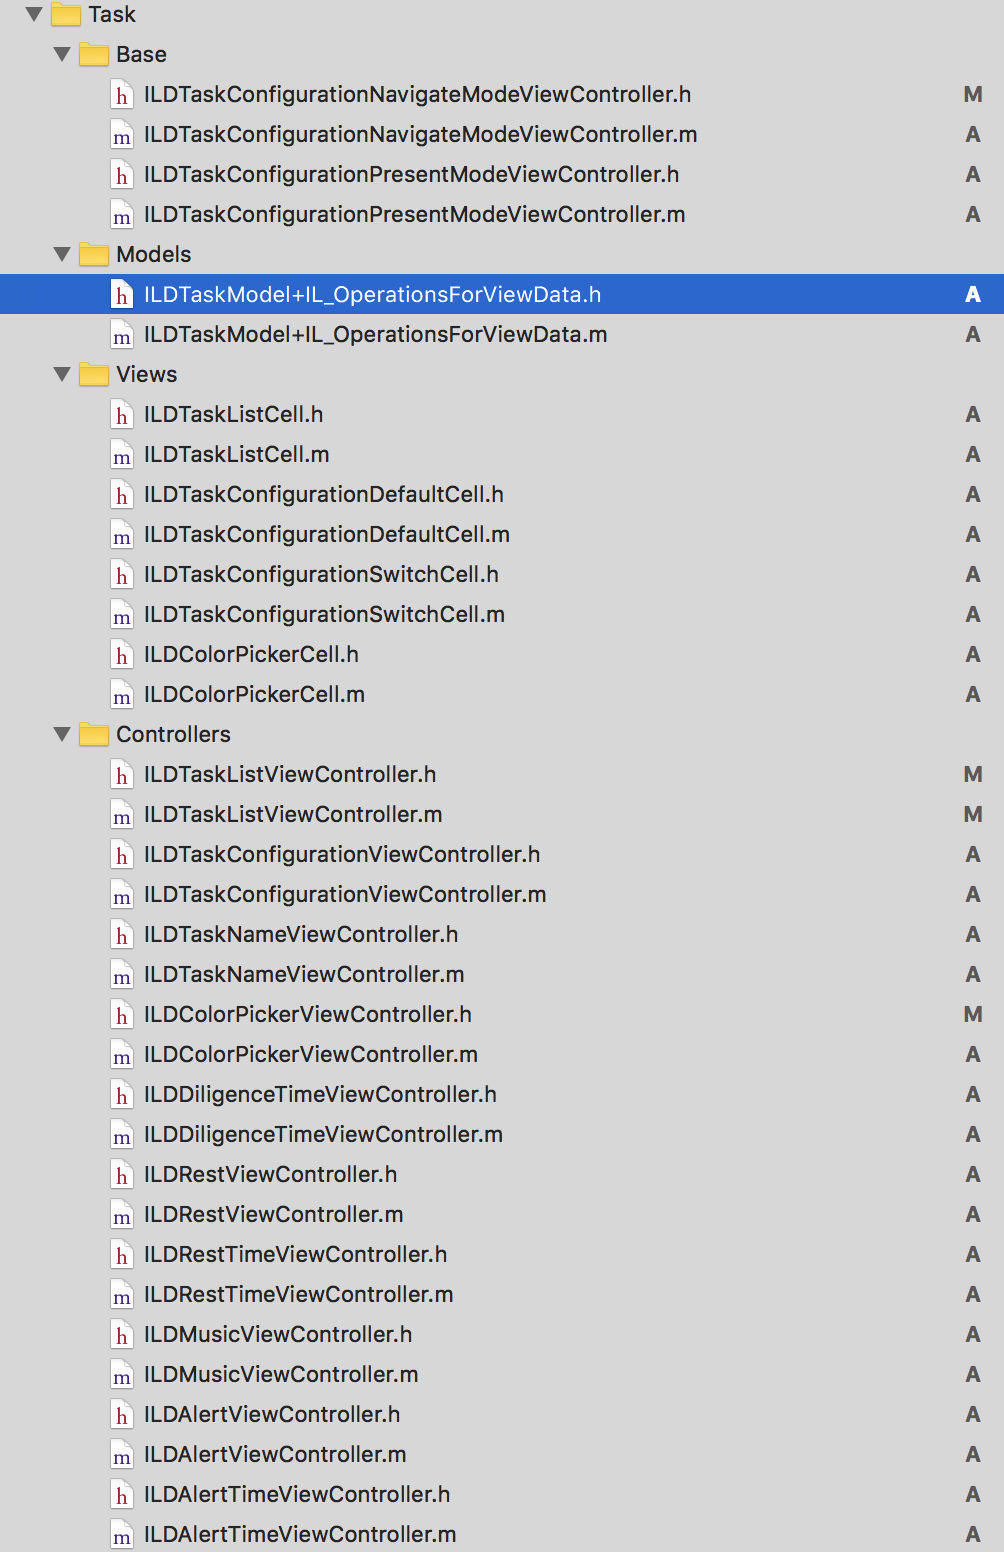 Task
Base
h ILDTaskConfigurationNavigateModeViewController.h M
m ILDTaskConfigurationNavigateModeViewController.m A
h ILDTaskConfigurationPresentModeViewController.h A
m ILDTaskConfigurationPresentModeViewController.m A
Models
h ILDTaskModel+IL_OperationsForViewData.h A
m ILDTaskModel+IL_OperationsForViewData.m A
Views
h ILDTaskListCell.h A
m ILDTaskListCell.m A
h ILDTaskConfigurationDefaultCell.h A
m ILDTaskConfigurationDefaultCell.m A
h ILDTaskConfigurationSwitchCell.h A
m ILDTaskConfigurationSwitchCell.m A
h ILDColorPickerCell.h A
m ILDColorPickerCell.m A
Controllers
h ILDTaskListViewController.h M
m ILDTaskListViewController.m M
h ILDTaskConfigurationViewController.h A
m ILDTaskConfigurationViewController.m A
h ILDTaskNameViewController.h A
m ILDTaskNameViewController.m A
h ILDColorPickerViewController.h M
m ILDColorPickerViewController.m A
h ILDDiligenceTimeViewController.h A
m ILDDiligenceTimeViewController.m A
h ILDRestViewController.h A
m ILDRestViewController.m A
h ILDRestTimeViewController.h A
m ILDRestTimeViewController.m A
h ILDMusicViewController.h A
m ILDMusicViewController.m A
h ILDAlertViewController.h A
m ILDAlertViewController.m A
h ILDAlertTimeViewController.h A
m ILDAlertTimeViewController.m A